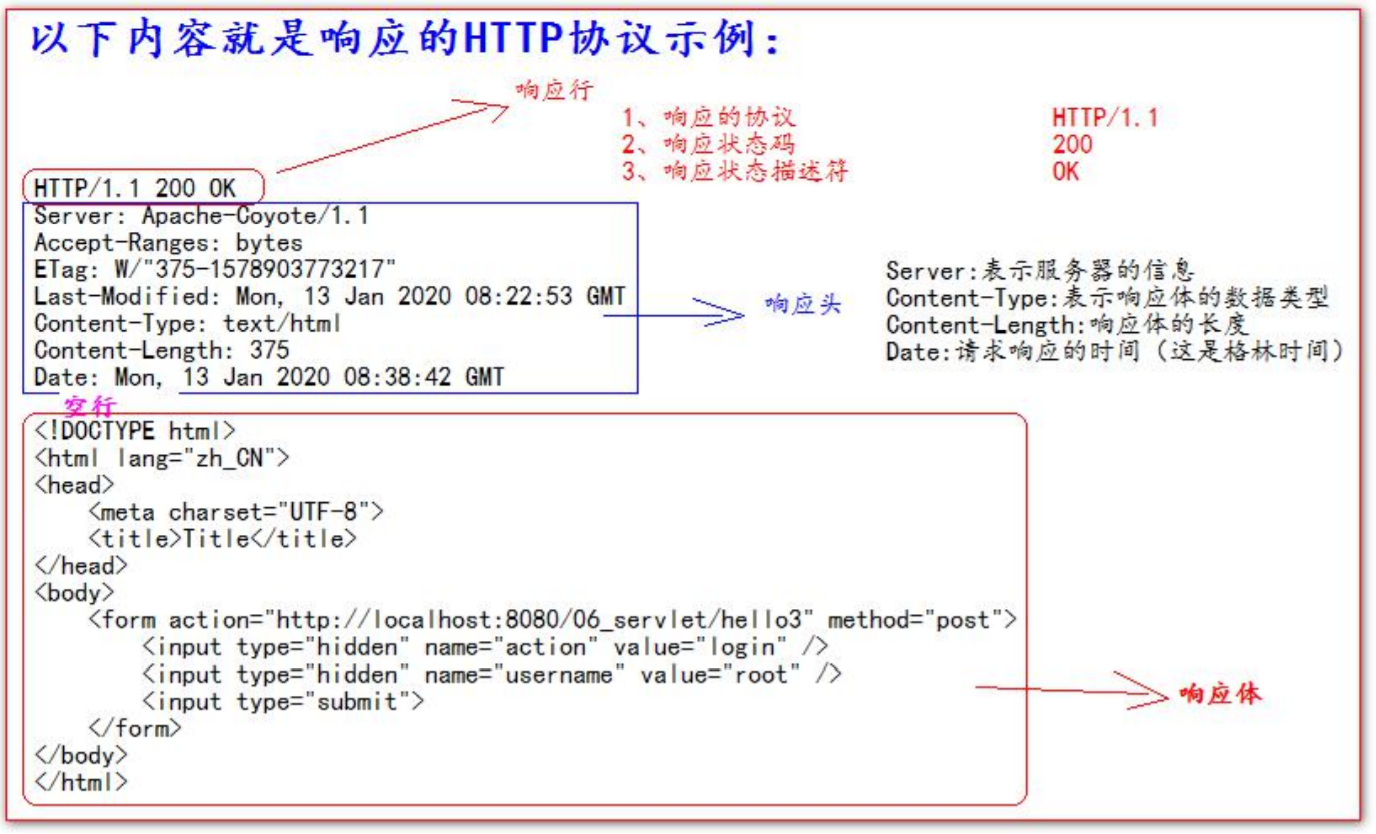 以下内容就是响应的HTTP协议示例：
响应行
1、响应的协议 HTTP/1.1
2、响应状态码 200
3、响应状态描述符 OK
HTTP/1.1 200 OK
Server: Apache-Coyote/1.1
Accept-Ranges: bytes
ETag: W/"375-1578903773217"
Last-Modified: Mon, 13 Jan 2020 08:22:53 GMT
Content-Type: text/html
Content-Length: 375
Date: Mon, 13 Jan 2020 08:38:42 GMT
响应头
Server:表示服务器的信息
Content-Type:表示响应体的数据类型
Content-Length:响应体的长度
Date:请求响应的时间（这是格林时间）
空行
<!DOCTYPE html>
<html lang="zh_CN">
<head>
    <meta charset="UTF-8">
    <title>Title</title>
</head>
<body>
    <form action="http://localhost:8080/06_servlet/hello3" method="post">
        <input type="hidden" name="action" value="login" />
        <input type="hidden" name="username" value="root" />
        <input type="submit">
    </form>
</body>
</html>
响应体